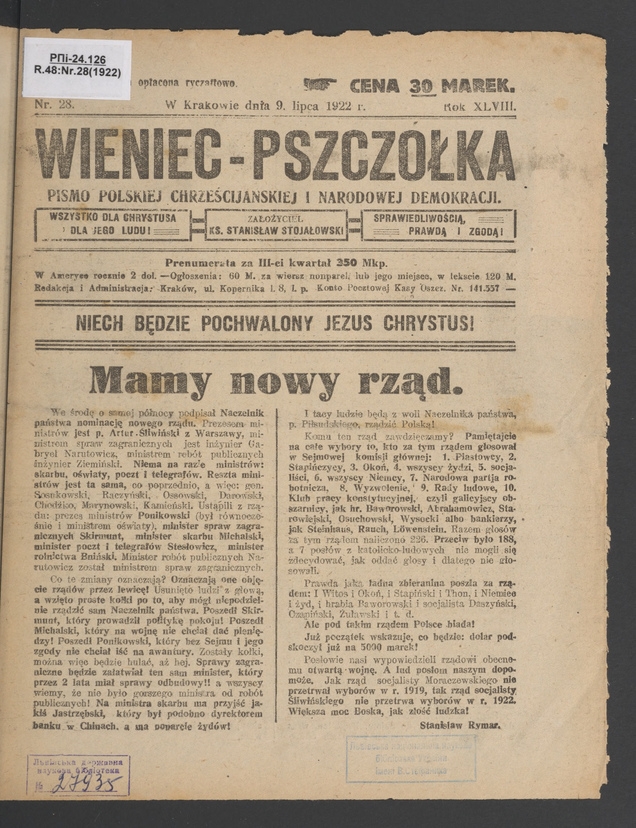 РПі-24.126
R.48:Nr.28(1922)
opłacona ryczałtowo.
CENA 30 MAREK.
Nr. 28.
W Krakowie dnia 9. lipca 1922 r.
Rok XLVIII.
WIENIEC-PSZCZÓŁKA
PISMO POLSKIEJ CHRZEŚCIJANSKIEJ I NARODOWEJ DEMOKRACJI.
WSZYSTKO DLA CHRYSTUSA
I DLA JEGO LUDU!
ZAŁOŻYCIEL
KS. STANISŁAW STOJAŁOWSKI
SPRAWIEDLIWOŚCIĄ,
PRAWDĄ I ZGODĄ!
Prenumerata za III-ci kwartał 350 Mkp.
W Ameryce rocznie 2 dol. —Ogłoszenia: 60 M. za wiersz nonparel. lub jego miejsce, w tekście 120 M.
Redakcja i Administracja: Kraków, ul. Kopernika l. 8, I. p. Konto Pocztowej Kasy Oszcz. Nr. 141.557 —
NIECH BĘDZIE POCHWALONY JEZUS CHRYSTUS!
Mamy nowy rząd.
We środę o samej północy podpisał Naczelnik
państwa nominację nowego rządu. Prezesem mi-
nistrów jest p. Artur Śliwiński z Warszawy, mi-
nistrem spraw zagranicznych jest inżynier Ga-
bryel Narutowicz, ministrem robót publicznych
inżynier Ziemiński. Niema na razie ministrów:
skarbu, oświaty, poczt i telegrafów. Reszta mini-
strów jest ta sama, co poprzednio, a więc: gen.
Sosnkowski, Raczyński, Ossowski, Darowski,
Chodźko, Marynowski, Kamieński. Ustąpili z rzą-
du: prezes ministrów Ponikowski (był równocze-
śnie i ministrem oświaty), minister spraw zagra-
nicznych Skirmunt, minister skarbu Michalski,
minister poczt i telegrafów Stesłowicz, minister
rolnictwa Bniński. Minister robót publicznych Na-
rutowicz został ministrem spraw zagranicznych.
Co te zmiany oznaczają? Oznaczają one obję-
cie rządów przez lewicę! Usunięto ludzi z głową,
a wzięto proste kołki po to, aby mógł niepodziel-
nie rządzić sam Naczelnik państwa. Poszedł Skir-
munt, który prowadził politykę pokoju! Poszedł
Michalski, który na wojnę nie chciał dać pienię-
dzy! Poszedł Ponikowski, który bez Sejmu i jego
zgody nie chciał iść na awantury. Zostały kołki,
można więc będzie hulać, aż hej. Sprawy zagra-
niczne będzie załatwiał ten sam minister, który
przez 2 lata miał sprawy odbudowy!! a wszyscy
wiemy, że nie było gorszego ministra od robót
publicznych! Na ministra skarbu ma przyjść ja-
kiś Jastrzębski, który był podobno dyrektorem
banku w Chinach, a ma poparcie żydów!
I tacy ludzie będą z woli Naczelnika państwa,
p. Piłsudskiego, rządzić Polską!
Komu ten rząd zawdzięczamy? Pamiętajcie
na całe wybory to, kto za tym rządem głosował
w Sejmowej komisji głównej: 1. Piastowcy, 2.
Stapińczycy, 3. Okoń, 4. wszyscy żydzi, 5. socja-
liści, 6. wszyscy Niemcy, 7. Narodowa partja ro-
botnicza, 8. Wyzwolenie, 9. Rady ludowe, 10.
Klub pracy konstytucyjnej, czyli galicyjscy ob-
szarnicy, jak hr. Baworowski, Abrahamowicz, Sta-
rowiejski, Osuchowski, Wysocki albo bankierzy,
jak Steinhaus, Rauch, Löwenstein. Razem głosów
za tym rządem naliczono 226. Przeciw było 188,
a 7 posłów z katolicko-ludowych nie mogli się
zdecydować, jak oddać głosy i dlatego nie gło-
sowali.
Prawda jaka ładna zbieranina poszła za rzą-
dem: I Witos i Okoń, i Stapiński i Thon, i Niemiec
i żyd, i hrabia Baworowski i socjalista Daszyński,
Czapiński, Żuławski i t. d.
Ale pod takim rządem Polsce biada!
Już początek wskazuje, co będzie: dolar pod-
skoczył już na 5000 marek!
Posłowie nasi wypowiedzieli rządowi obecne-
mu otwartą wojnę. A lud posłom naszym dopo-
może. Jak rząd socjalisty Moraczewskiego nie
przetrwał wyborów w r. 1919, tak rząd socjalisty
Śliwińskiego nie przetrwa wyborów w r. 1922.
Większa moc Boska, jak złość ludzka!
Stanisław Rymar.
Львівська державна
наукова бібліотека
№ 27935